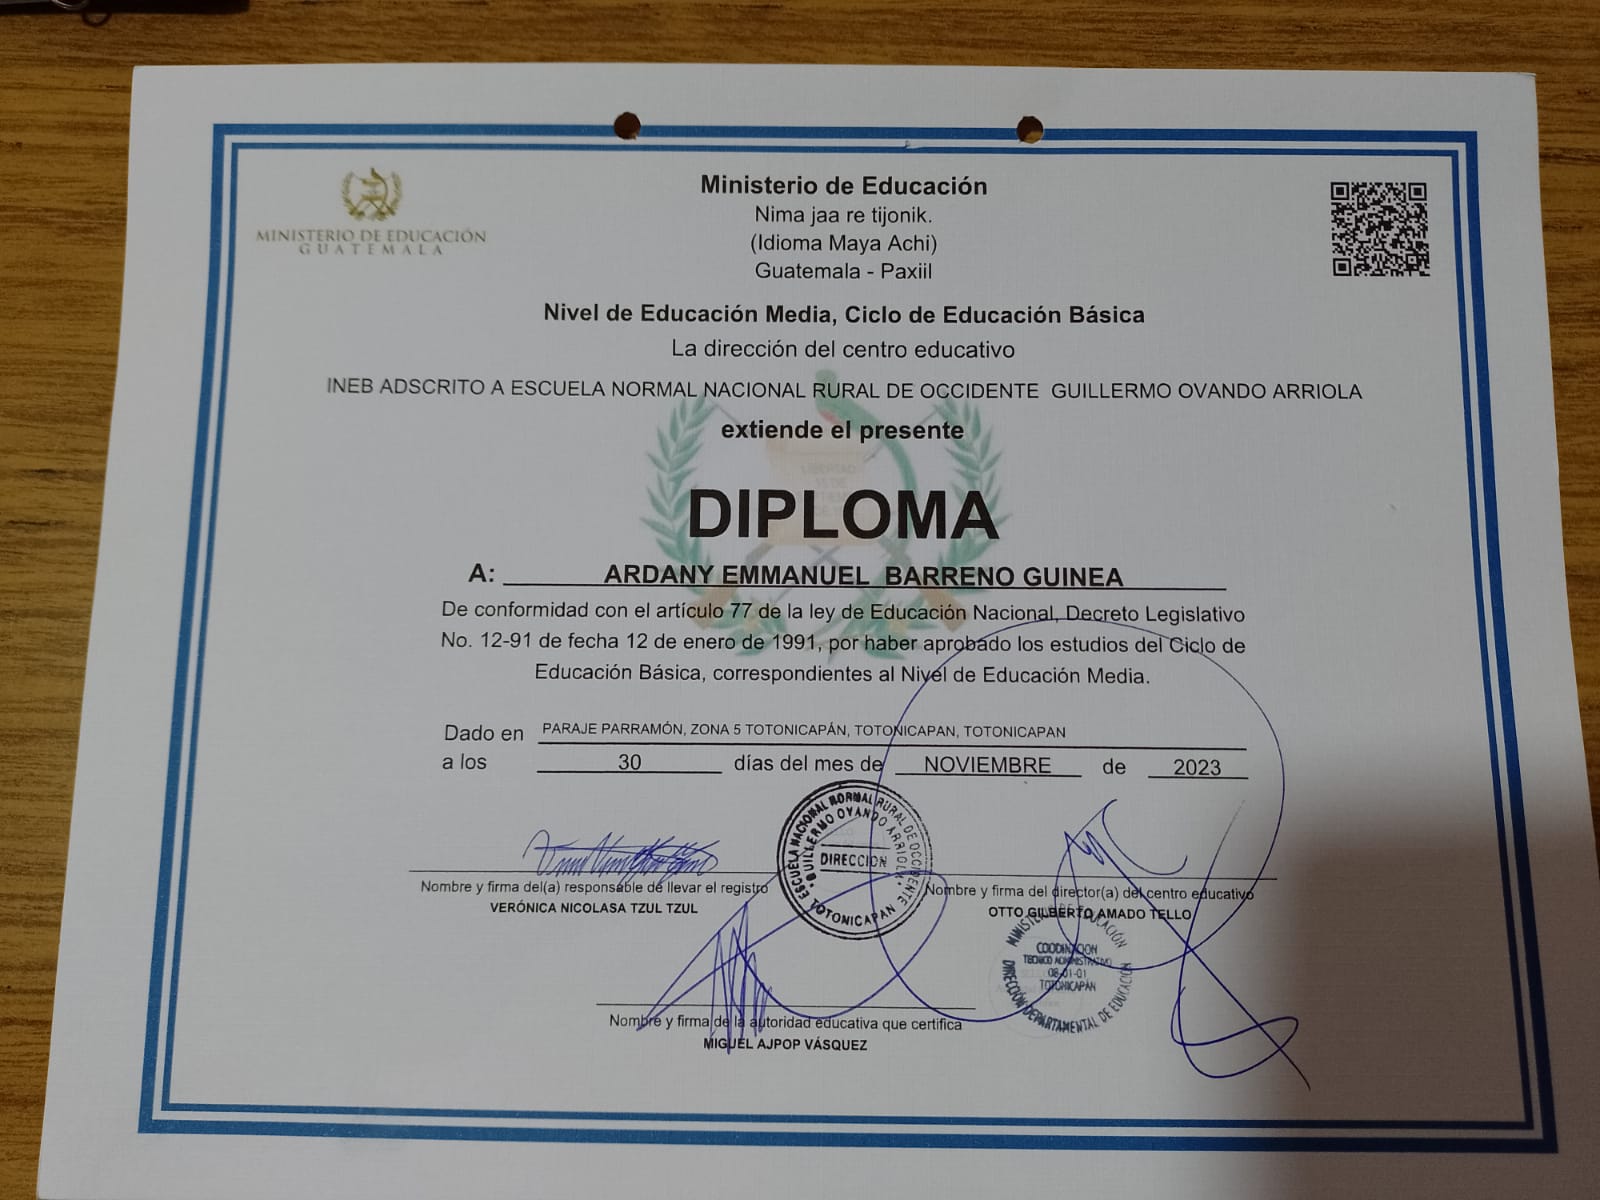 MINISTERIO DE EDUCACIÓN
GUATEMALA
Ministerio de Educación
Nima jaa re tijonik.
(Idioma Maya Achi)
Guatemala - Paxiil
Nivel de Educación Media, Ciclo de Educación Básica
La dirección del centro educativo
INEB ADSCRITO A ESCUELA NORMAL NACIONAL RURAL DE OCCIDENTE GUILLERMO OVANDO ARRIOLA
extiende el presente
DIPLOMA
A: ARDANY EMMANUEL BARRENO GUINEA
De conformidad con el artículo 77 de la ley de Educación Nacional, Decreto Legislativo
No. 12-91 de fecha 12 de enero de 1991, por haber aprobado los estudios del Ciclo de
Educación Básica, correspondientes al Nivel de Educación Media.
Dado en PARAJE PARRAMÓN, ZONA 5 TOTONICAPÁN, TOTONICAPAN, TOTONICAPAN
a los 30 días del mes de NOVIEMBRE de 2023
ESCUELA NACIONAL NORMAL RURAL DE OCCIDENTE
GUILLERMO OVANDO ARRIOLA
DIRECCION
TOTONICAPAN
Nombre y firma del(a) responsable de llevar el registro
VERÓNICA NICOLASA TZUL TZUL
Nombre y firma del director(a) del centro educativo
OTTO GILBERTO AMADO TELLO
MINISTERIO DE EDUCACIÓN
COODINACION
TECNICO ADMINISTRATIVO
08-01-01
TOTONICAPÁN
DIRECCIÓN DEPARTAMENTAL DE EDUCACIÓN
Nombre y firma de la autoridad educativa que certifica
MIGUEL AJPOP VÁSQUEZ